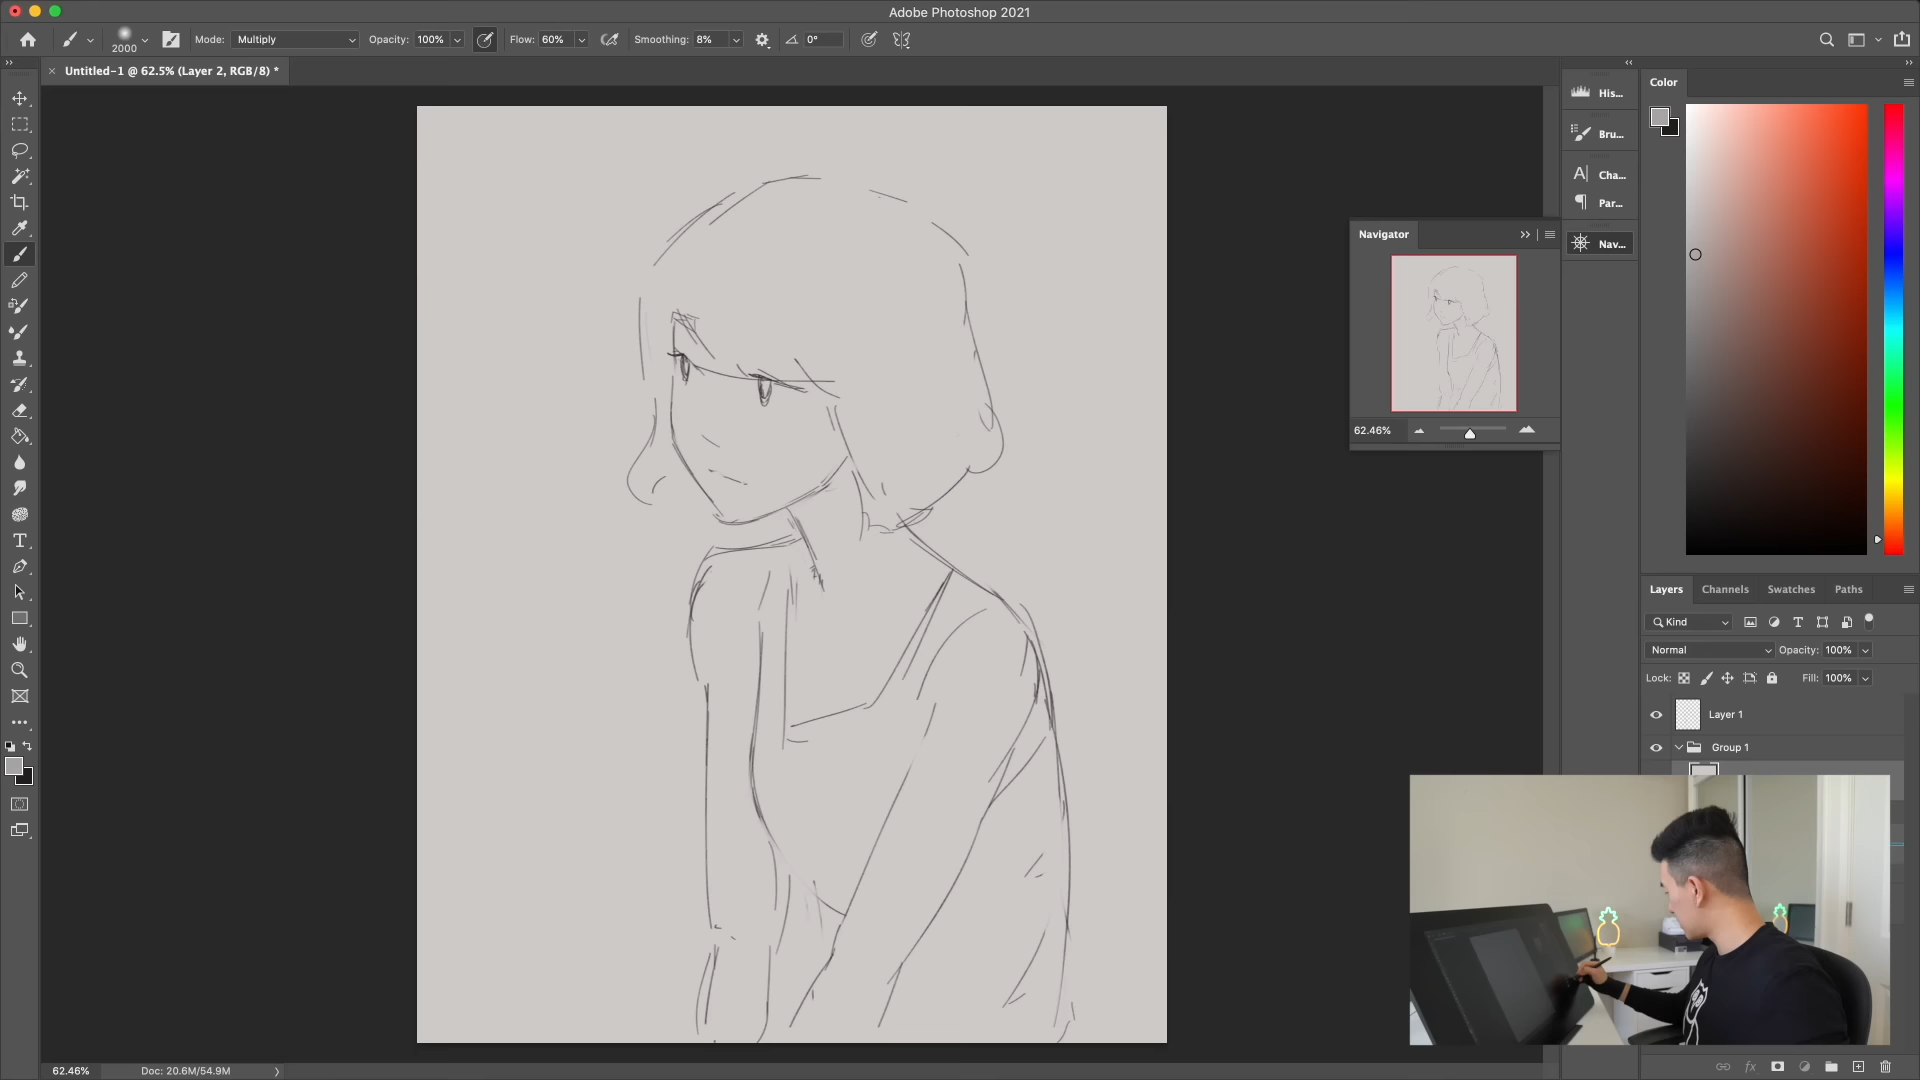 Adobe Photoshop 2021
2000
Mode:
Multiply
Opacity: 100%
Flow: 60%
Smoothing: 8%
0°
Untitled-1 @ 62.5% (Layer 2, RGB/8) *
His...
Bru...
Cha...
Par...
Nav...
Navigator
62.46%
Color
Layers
Channels
Swatches
Paths
Kind
Normal
Opacity: 100%
Lock:
Fill: 100%
Layer 1
Group 1
fx
62.46%
Doc: 20.6M/54.9M